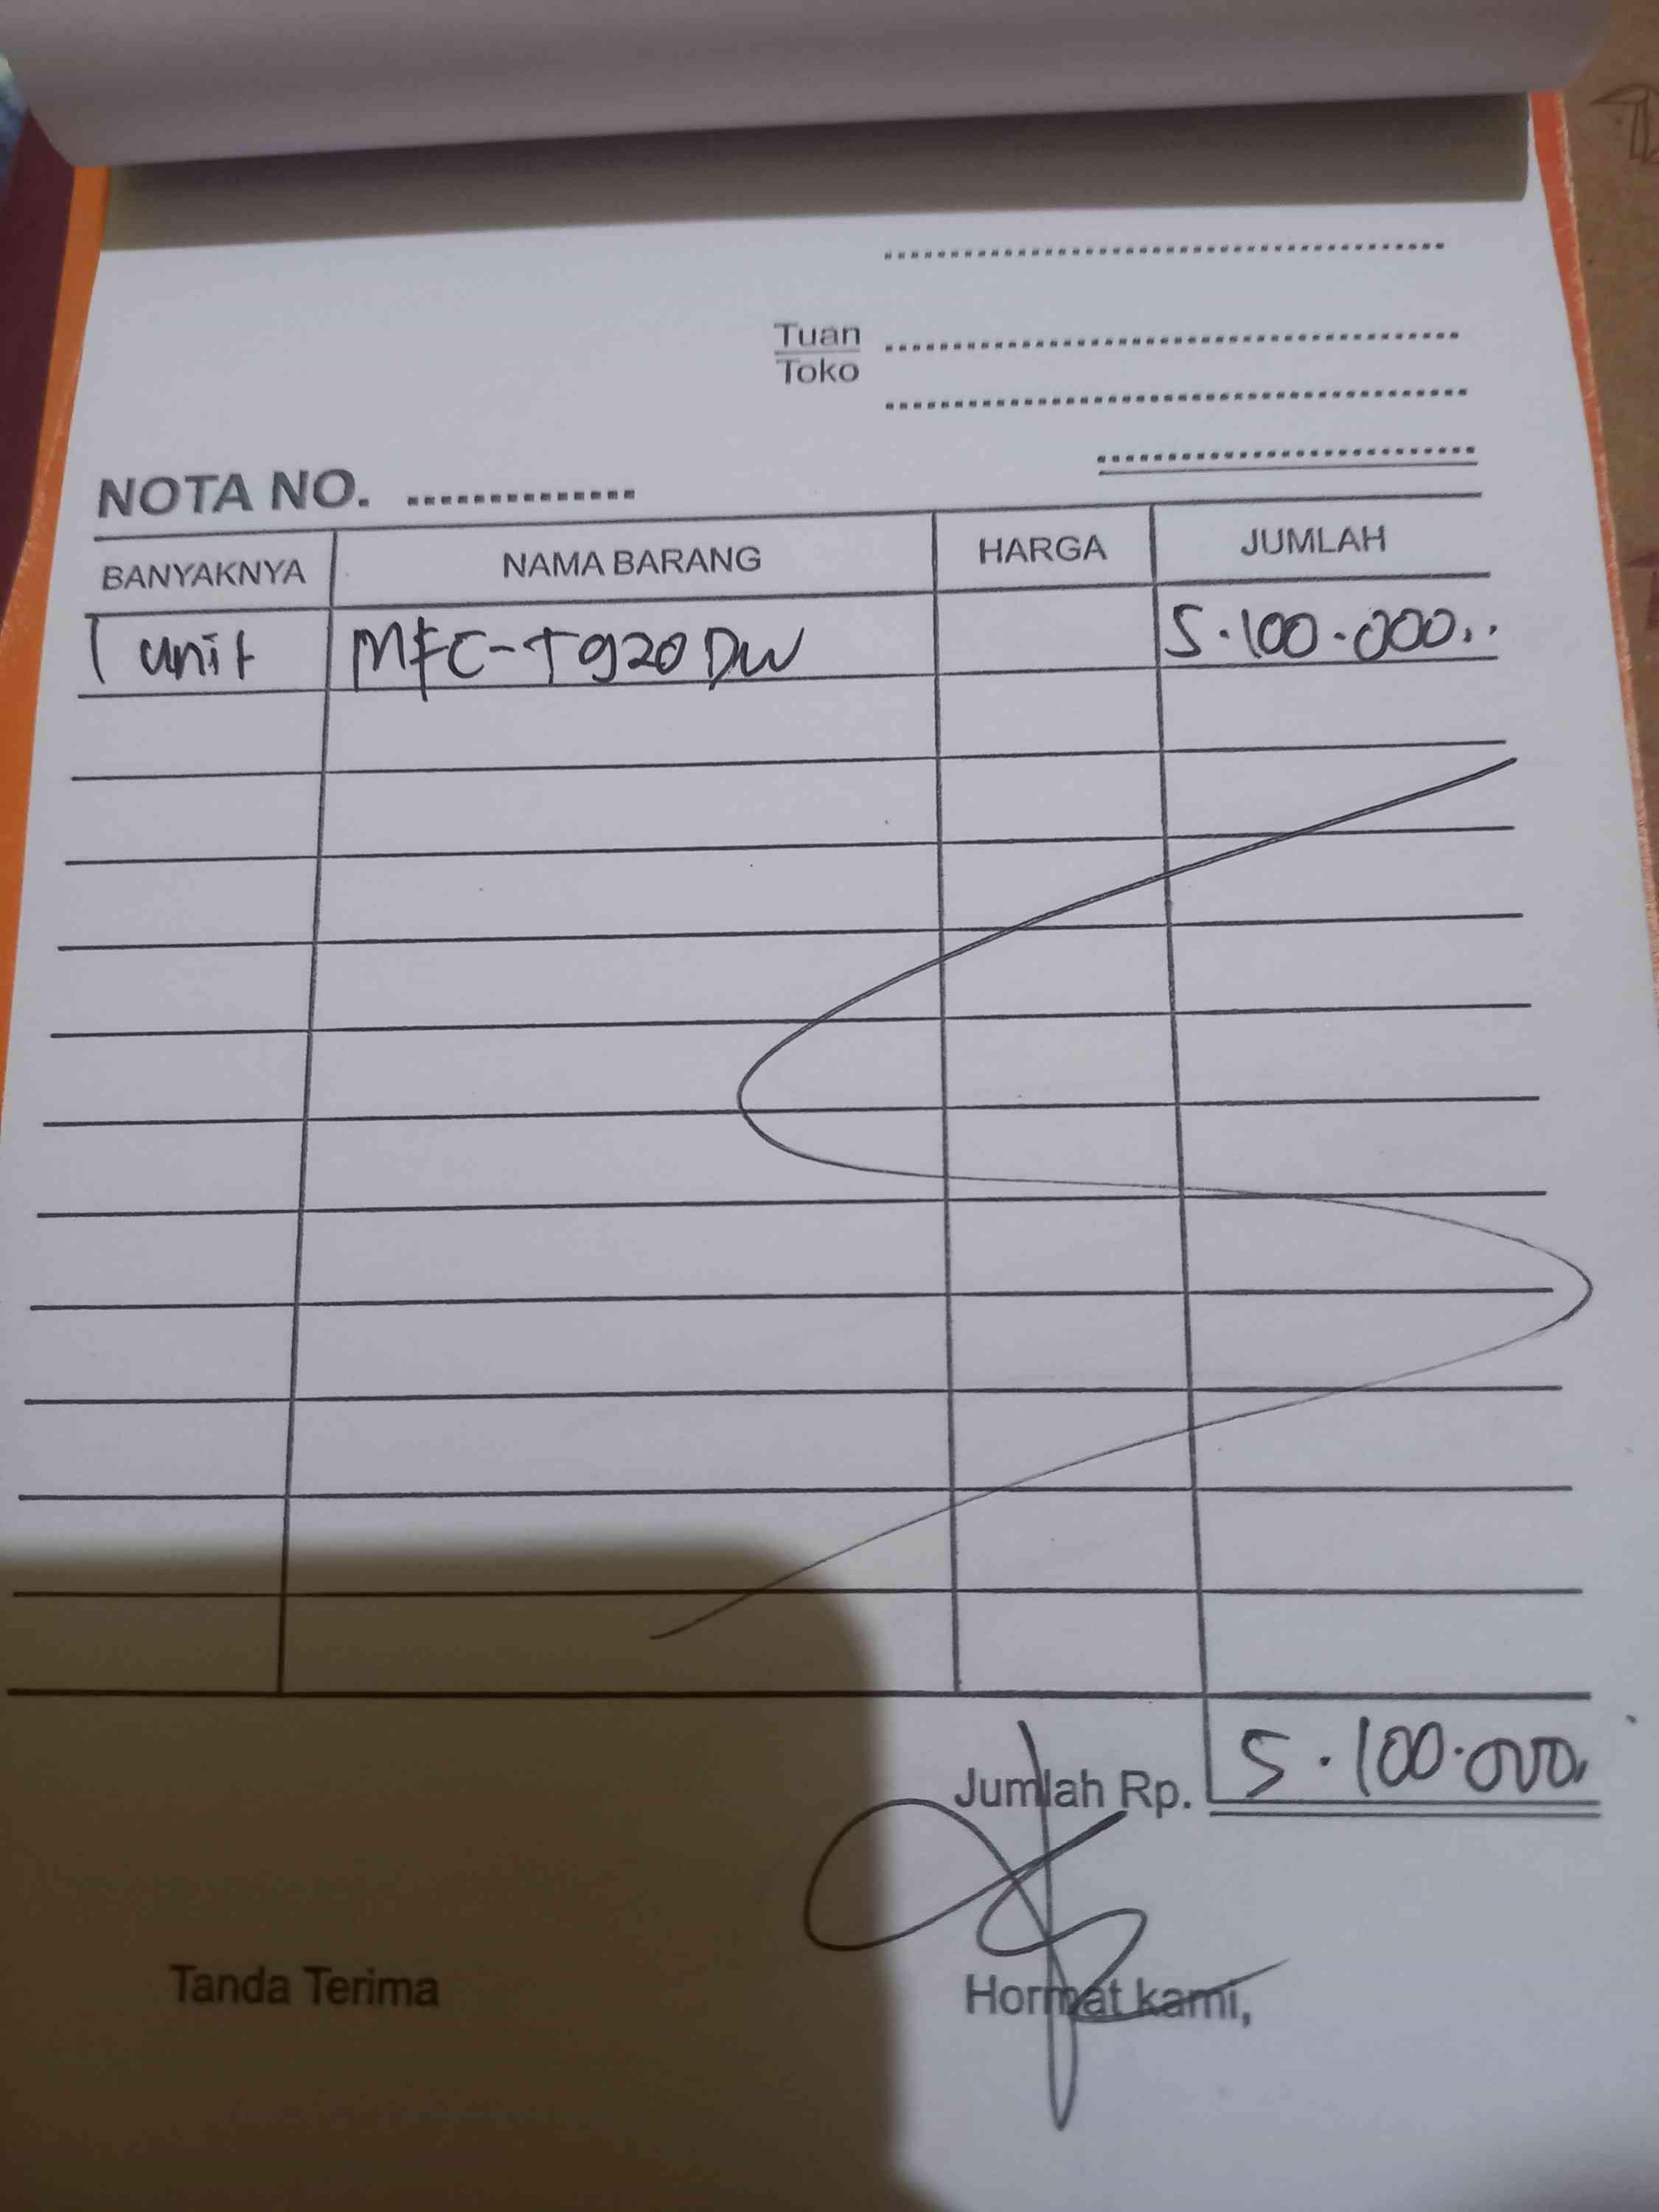 Tuan
Toko
NOTA NO. ................
BANYAKNYA NAMA BARANG HARGA JUMLAH
1 unit MFC-T920DW 5.100.000..
Jumlah Rp. 5.100.000,
Tanda Terima Hormat kami,